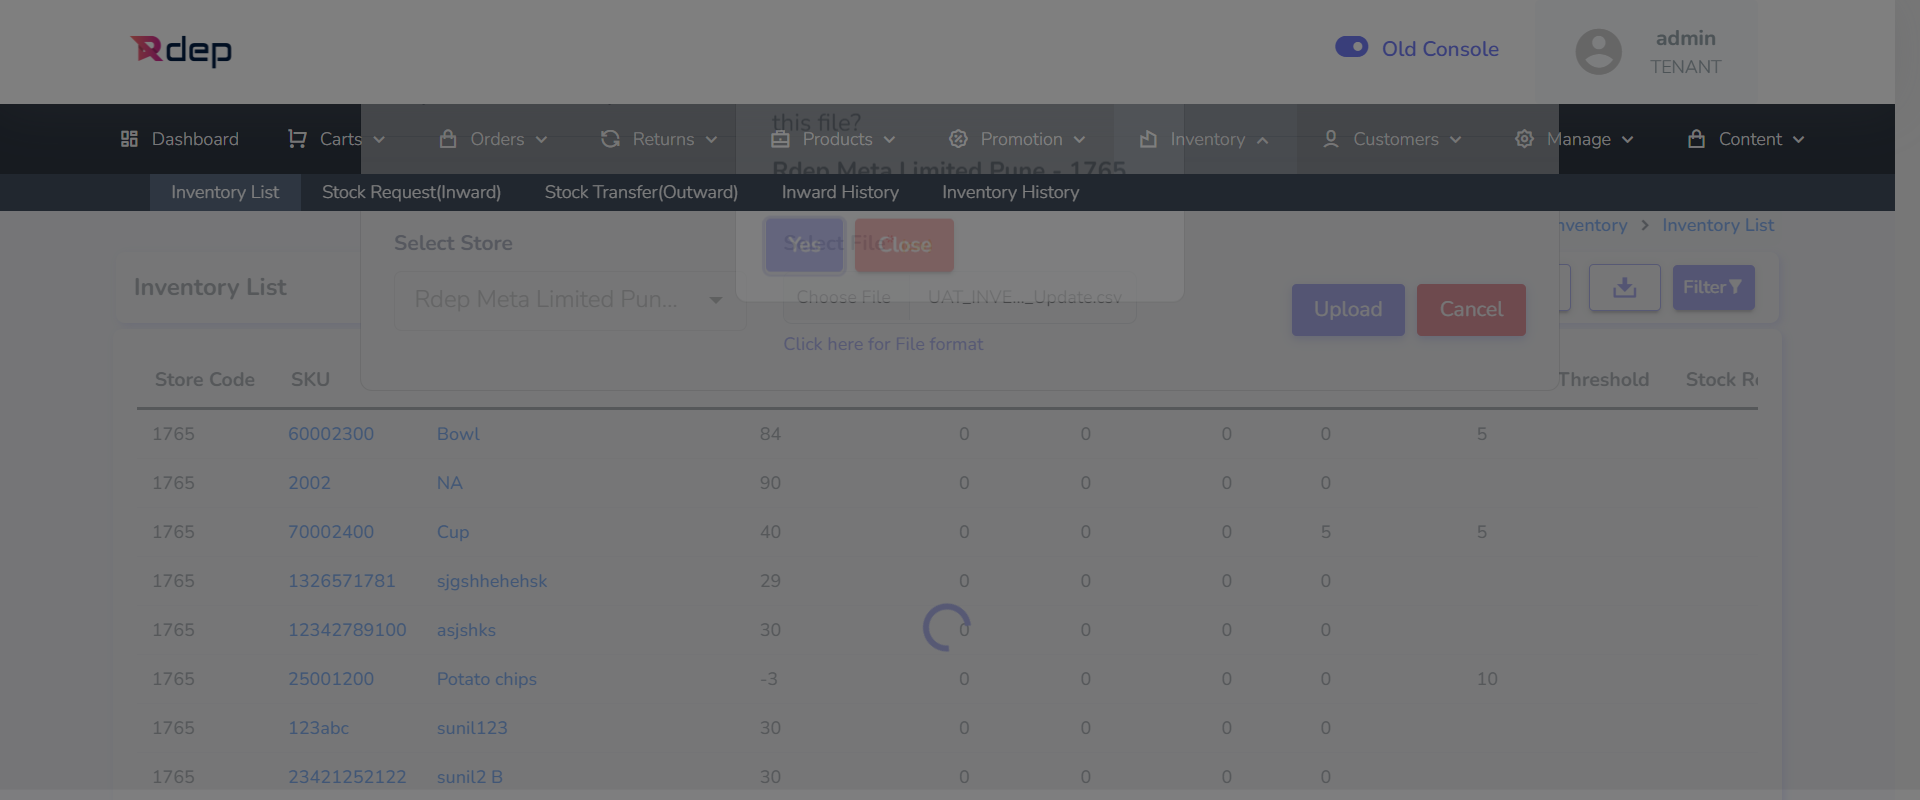 Rdep
Old Console
admin
TENANT
Dashboard Carts Orders Returns Products Promotion Inventory Customers Manage Content
this file?
Rdep Meta Limited Pune - 1765
Inventory List Stock Request(Inward) Stock Transfer(Outward) Inward History Inventory History
Inventory List
Select Store
Select File
Yes Close
Inventory List
Rdep Meta Limited Pun...
Choose File UAT_INVE..._Update.csv
Upload Cancel
Filter
Click here for File format
Store Code SKU Threshold
1765 60002300 Bowl 84 0 0 0 0 5
1765 2002 NA 90 0 0 0 0
1765 70002400 Cup 40 0 0 0 5 5
1765 1326571781 sjgshhehehsk 29 0 0 0 0
1765 12342789100 asjshks 30 0 0 0 0
1765 25001200 Potato chips -3 0 0 0 0 10
1765 123abc sunil123 30 0 0 0 0
1765 23421252122 sunil2 B 30 0 0 0 0